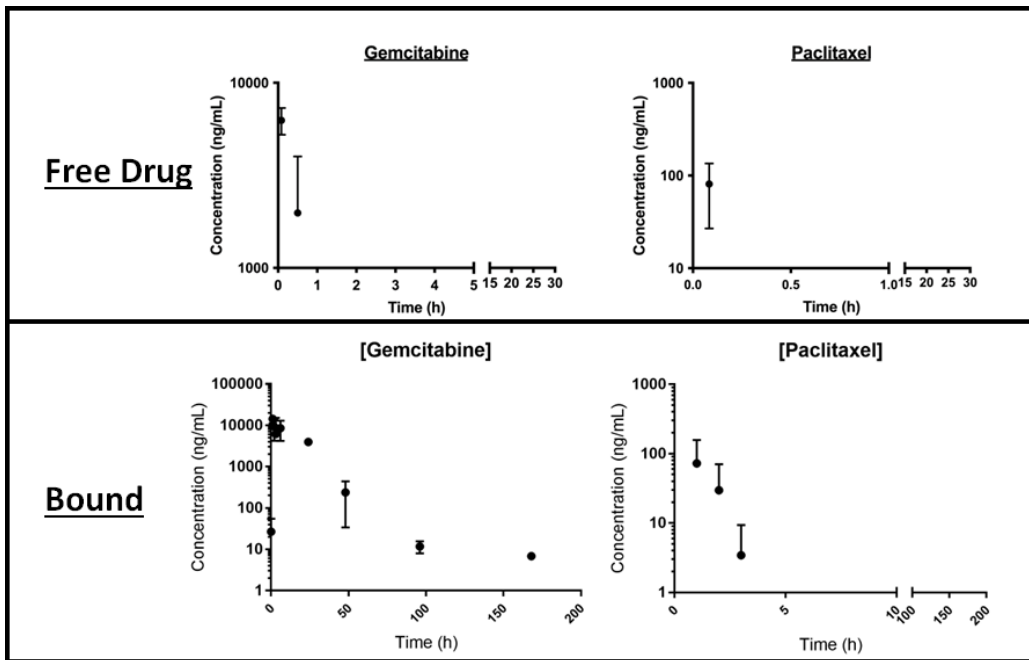 Gemcitabine
Paclitaxel
Free Drug
Concentration (ng/mL)
10000
1000
0 1 2 3 4 5 15 20 25 30
Time (h)
Concentration (ng/mL)
1000
100
10
0.0 0.5 1.0 15 20 25 30
Time (h)
[Gemcitabine]
[Paclitaxel]
Bound
Concentration (ng/mL)
100000
10000
1000
100
10
1
0 50 100 150 200
Time (h)
Concentration (ng/mL)
1000
100
10
1
0 5 10 100 150 200
Time (h)